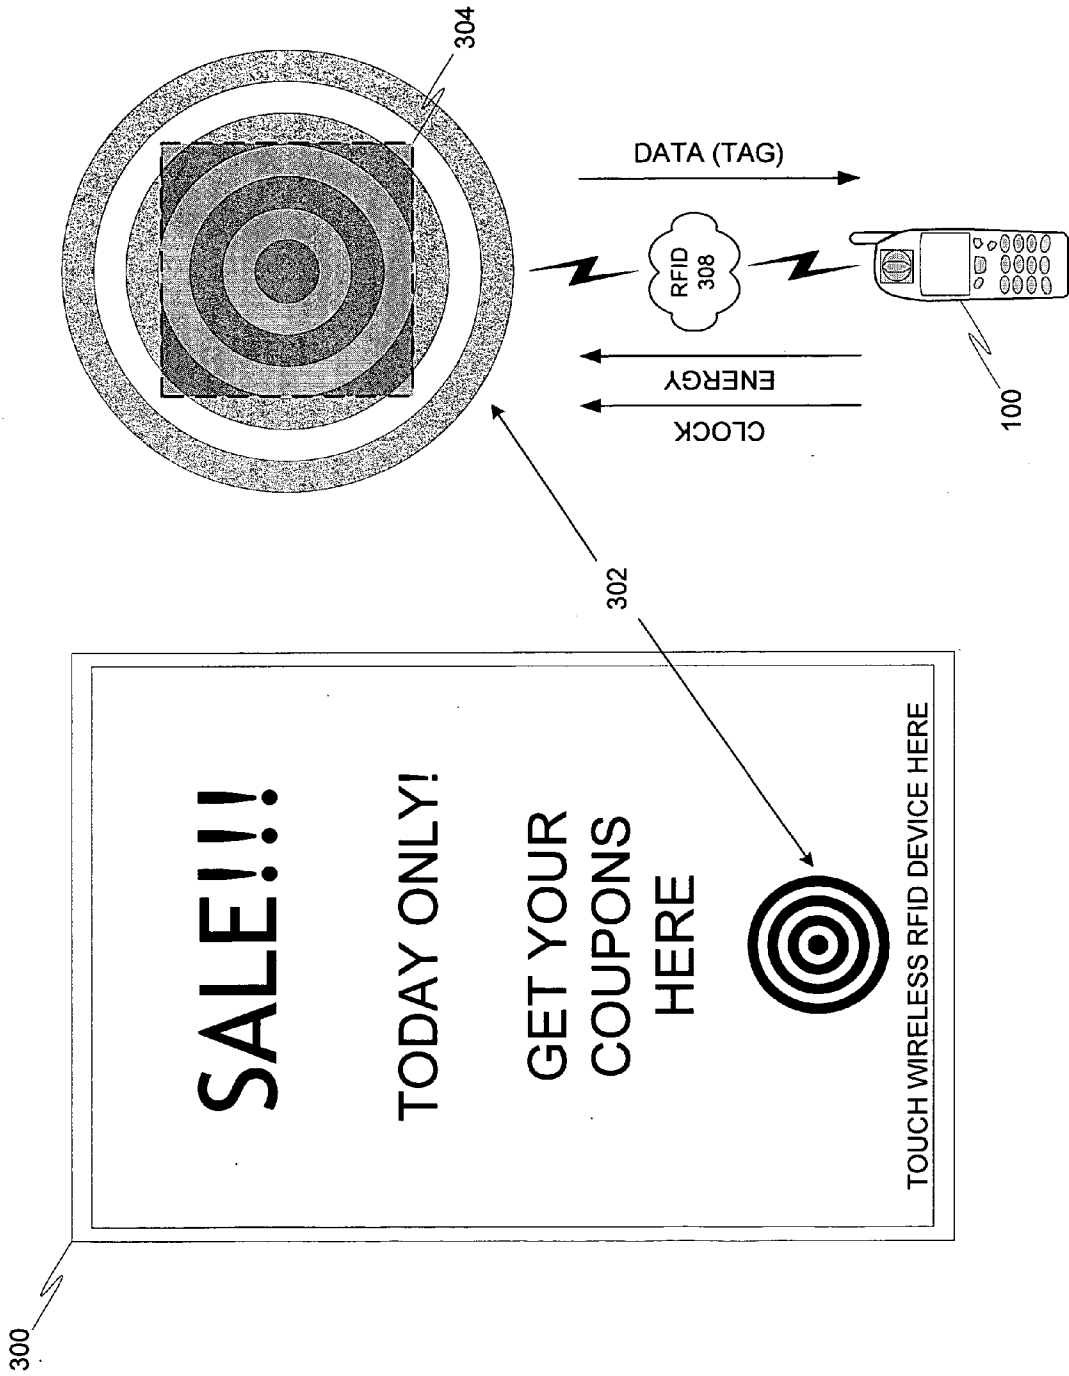 300
SALE!!!!
TODAY ONLY!
GET YOUR
COUPONS
HERE
TOUCH WIRELESS RFID DEVICE HERE
302
304
CLOCK
ENERGY
RFID
308
DATA (TAG)
100